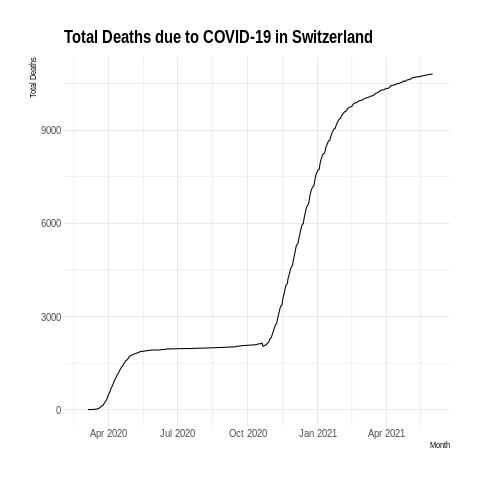 Total Deaths due to COVID-19 in Switzerland
Total Deaths
9000
6000
3000
0
Apr 2020 Jul 2020 Oct 2020 Jan 2021 Apr 2021
Month